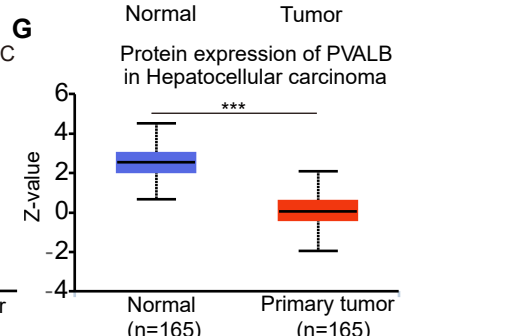 Normal Tumor
G
C
Protein expression of PVALB
in Hepatocellular carcinoma
***
Z-value
6
4
2
0
-2
-4
r
Normal Primary tumor
(n=165) (n=165)